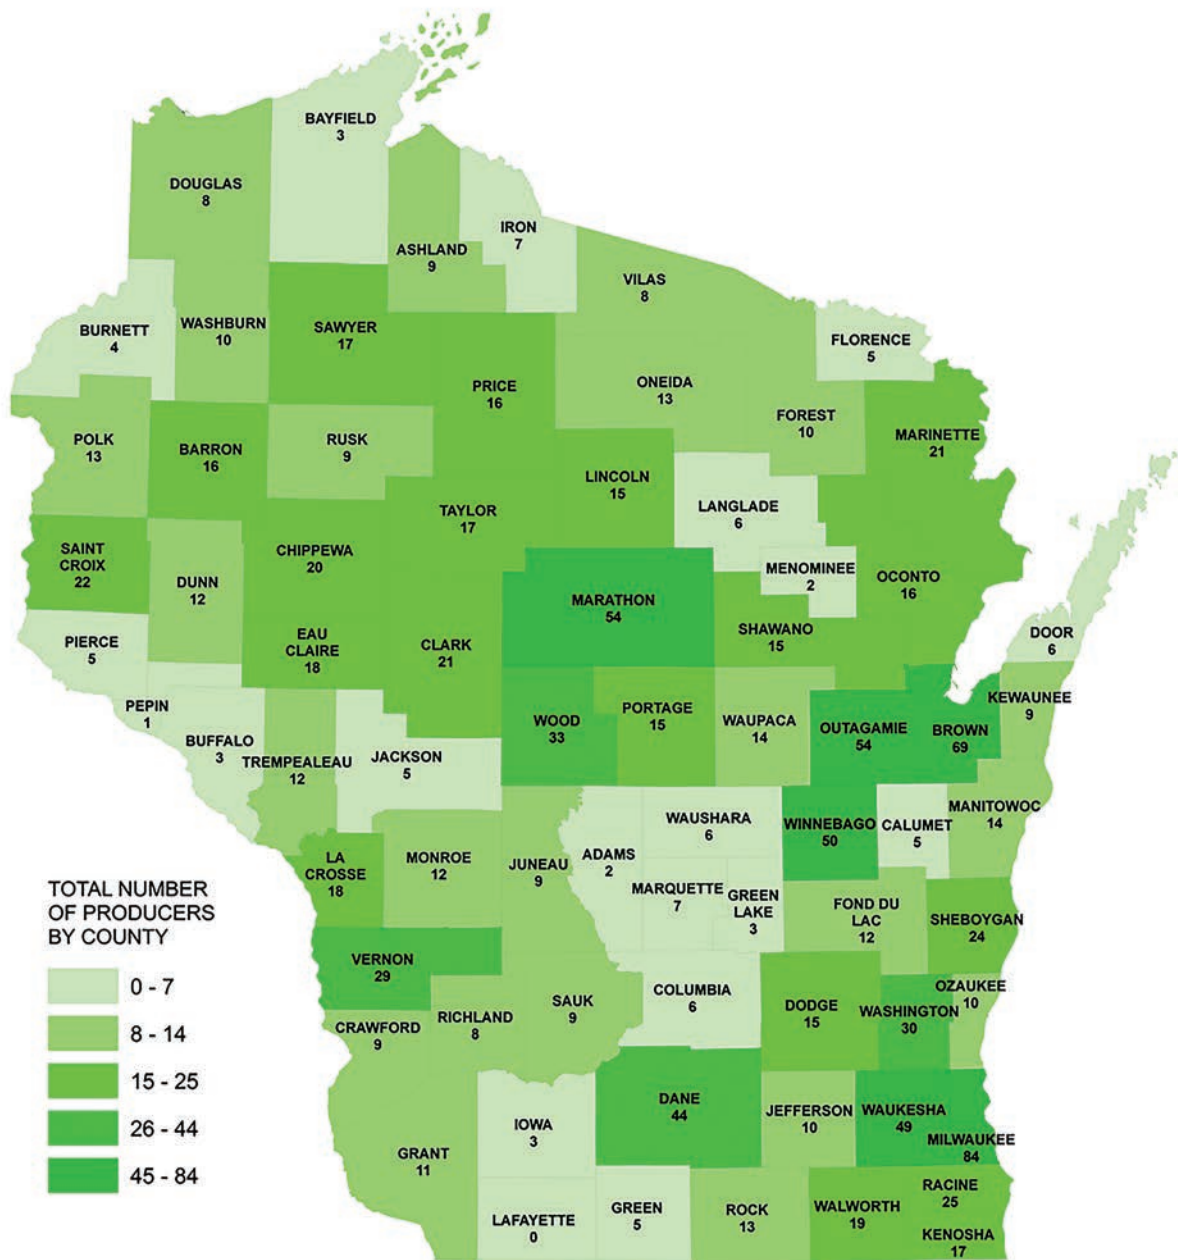 BAYFIELD
3
DOUGLAS
8
IRON
7
ASHLAND
9
VILAS
8
BURNETT
4
WASHBURN
10
SAWYER
17
FLORENCE
5
PRICE
16
ONEIDA
13
FOREST
10
POLK
13
BARRON
16
RUSK
9
MARINETTE
21
LINCOLN
15
LANGLADE
6
TAYLOR
17
SAINT
CROIX
22
CHIPPEWA
20
DUNN
12
MENOMINEE
2
OCONTO
16
MARATHON
54
SHAWANO
15
PIERCE
5
EAU
CLAIRE
18
CLARK
21
DOOR
6
PEPIN
1
WOOD
33
PORTAGE
15
WAUPACA
14
OUTAGAMIE
54
BROWN
69
KEWAUNEE
9
BUFFALO
3
TREMPEALEAU
12
JACKSON
5
WAUSHARA
6
WINNEBAGO
50
CALUMET
5
MANITOWOC
14
LA
CROSSE
18
MONROE
12
JUNEAU
9
ADAMS
2
MARQUETTE
7
GREEN
LAKE
3
FOND DU
LAC
12
SHEBOYGAN
24
TOTAL NUMBER
OF PRODUCERS
BY COUNTY
0 - 7
8 - 14
15 - 25
26 - 44
45 - 84
VERNON
29
COLUMBIA
6
DODGE
15
WASHINGTON
30
OZAUKEE
10
CRAWFORD
9
RICHLAND
8
SAUK
9
DANE
44
JEFFERSON
10
WAUKESHA
49
MILWAUKEE
84
IOWA
3
GRANT
11
LAFAYETTE
0
GREEN
5
ROCK
13
WALWORTH
19
RACINE
25
KENOSHA
17